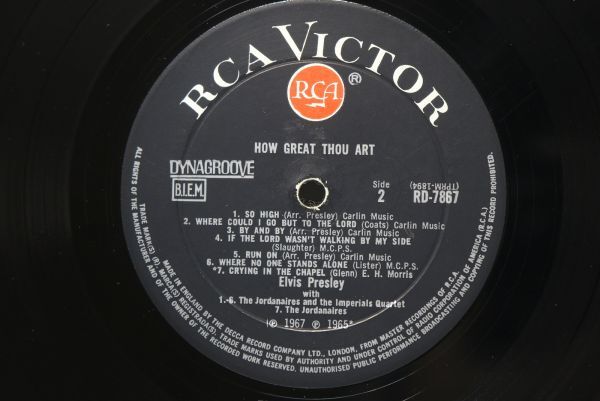 RCA VICTOR
RCA
®
HOW GREAT THOU ART
DYNAGROOVE
B.I.E.M.
Side
2
(TPRM-1894)
RD-7867
1. SO HIGH (Arr. Presley) Carlin Music
2. WHERE COULD I GO BUT TO THE LORD (Coats) Carlin Music
3. BY AND BY (Arr. Presley) Carlin Music
4. IF THE LORD WASN'T WALKING BY MY SIDE
(Slaughter) M.C.P.S.
5. RUN ON (Arr. Presley) Carlin Music
6. WHERE NO ONE STANDS ALONE (Lister) M.C.P.S.
*7. CRYING IN THE CHAPEL (Glenn) E. H. Morris
Elvis Presley
with
1.-6. The Jordanaires and the Imperials Quartet
7. The Jordanaires
℗ 1967 ℗ 1965*
TRADE MARK(S) REGISTERED. MARCA(S) REGISTRADA(S). TRADE MARKS USED BY AUTHORITY AND UNDER CONTROL OF RADIO CORPORATION OF AMERICA (R.C.A.)
MADE IN ENGLAND BY THE DECCA RECORD COMPANY LTD., LONDON, FROM MASTER RECORDINGS OF R.C.A.
ALL RIGHTS OF THE MANUFACTURER AND OF THE OWNER OF THE RECORDED WORK RESERVED. UNAUTHORISED PUBLIC PERFORMANCE BROADCASTING AND COPYING OF THIS RECORD PROHIBITED.